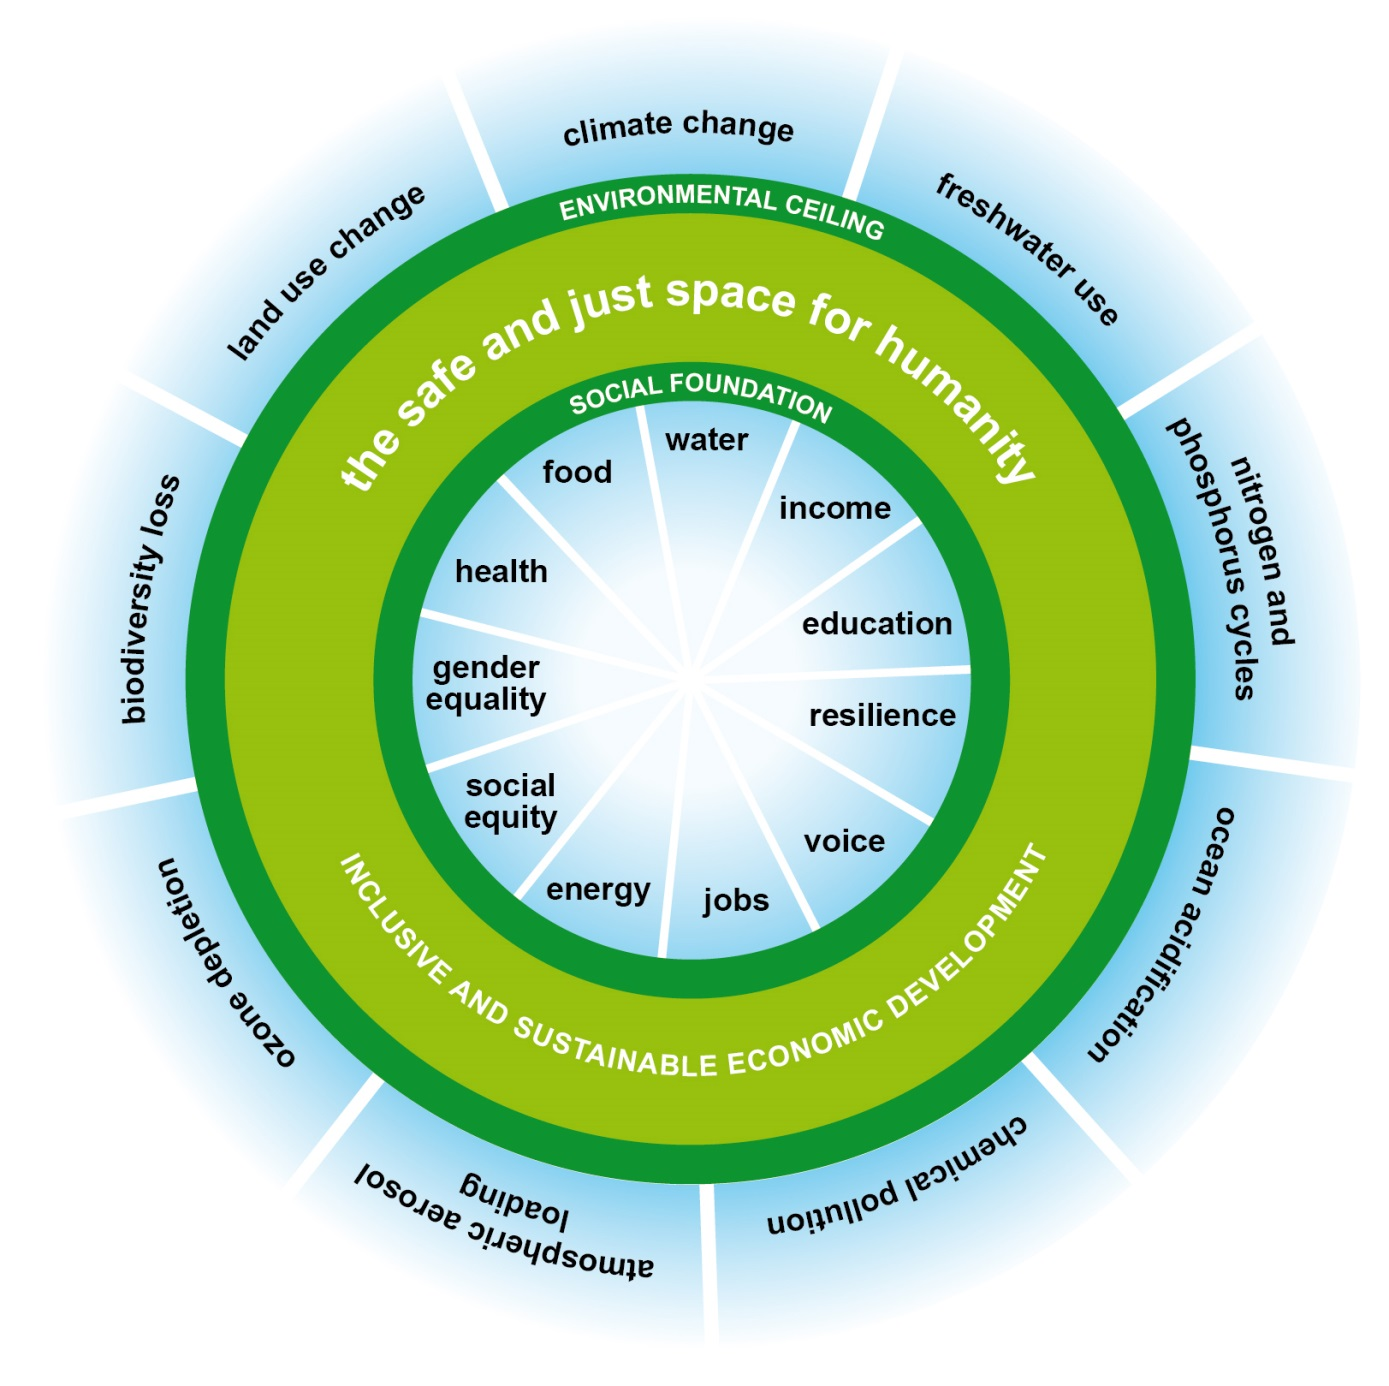 climate change
freshwater use
nitrogen and
phosphorus cycles
ocean acidification
chemical pollution
atmospheric aerosol
loading
ozone depletion
biodiversity loss
land use change
ENVIRONMENTAL CEILING
the safe and just space for humanity
SOCIAL FOUNDATION
water
income
education
resilience
voice
jobs
energy
social
equity
gender
equality
health
food
INCLUSIVE AND SUSTAINABLE ECONOMIC DEVELOPMENT